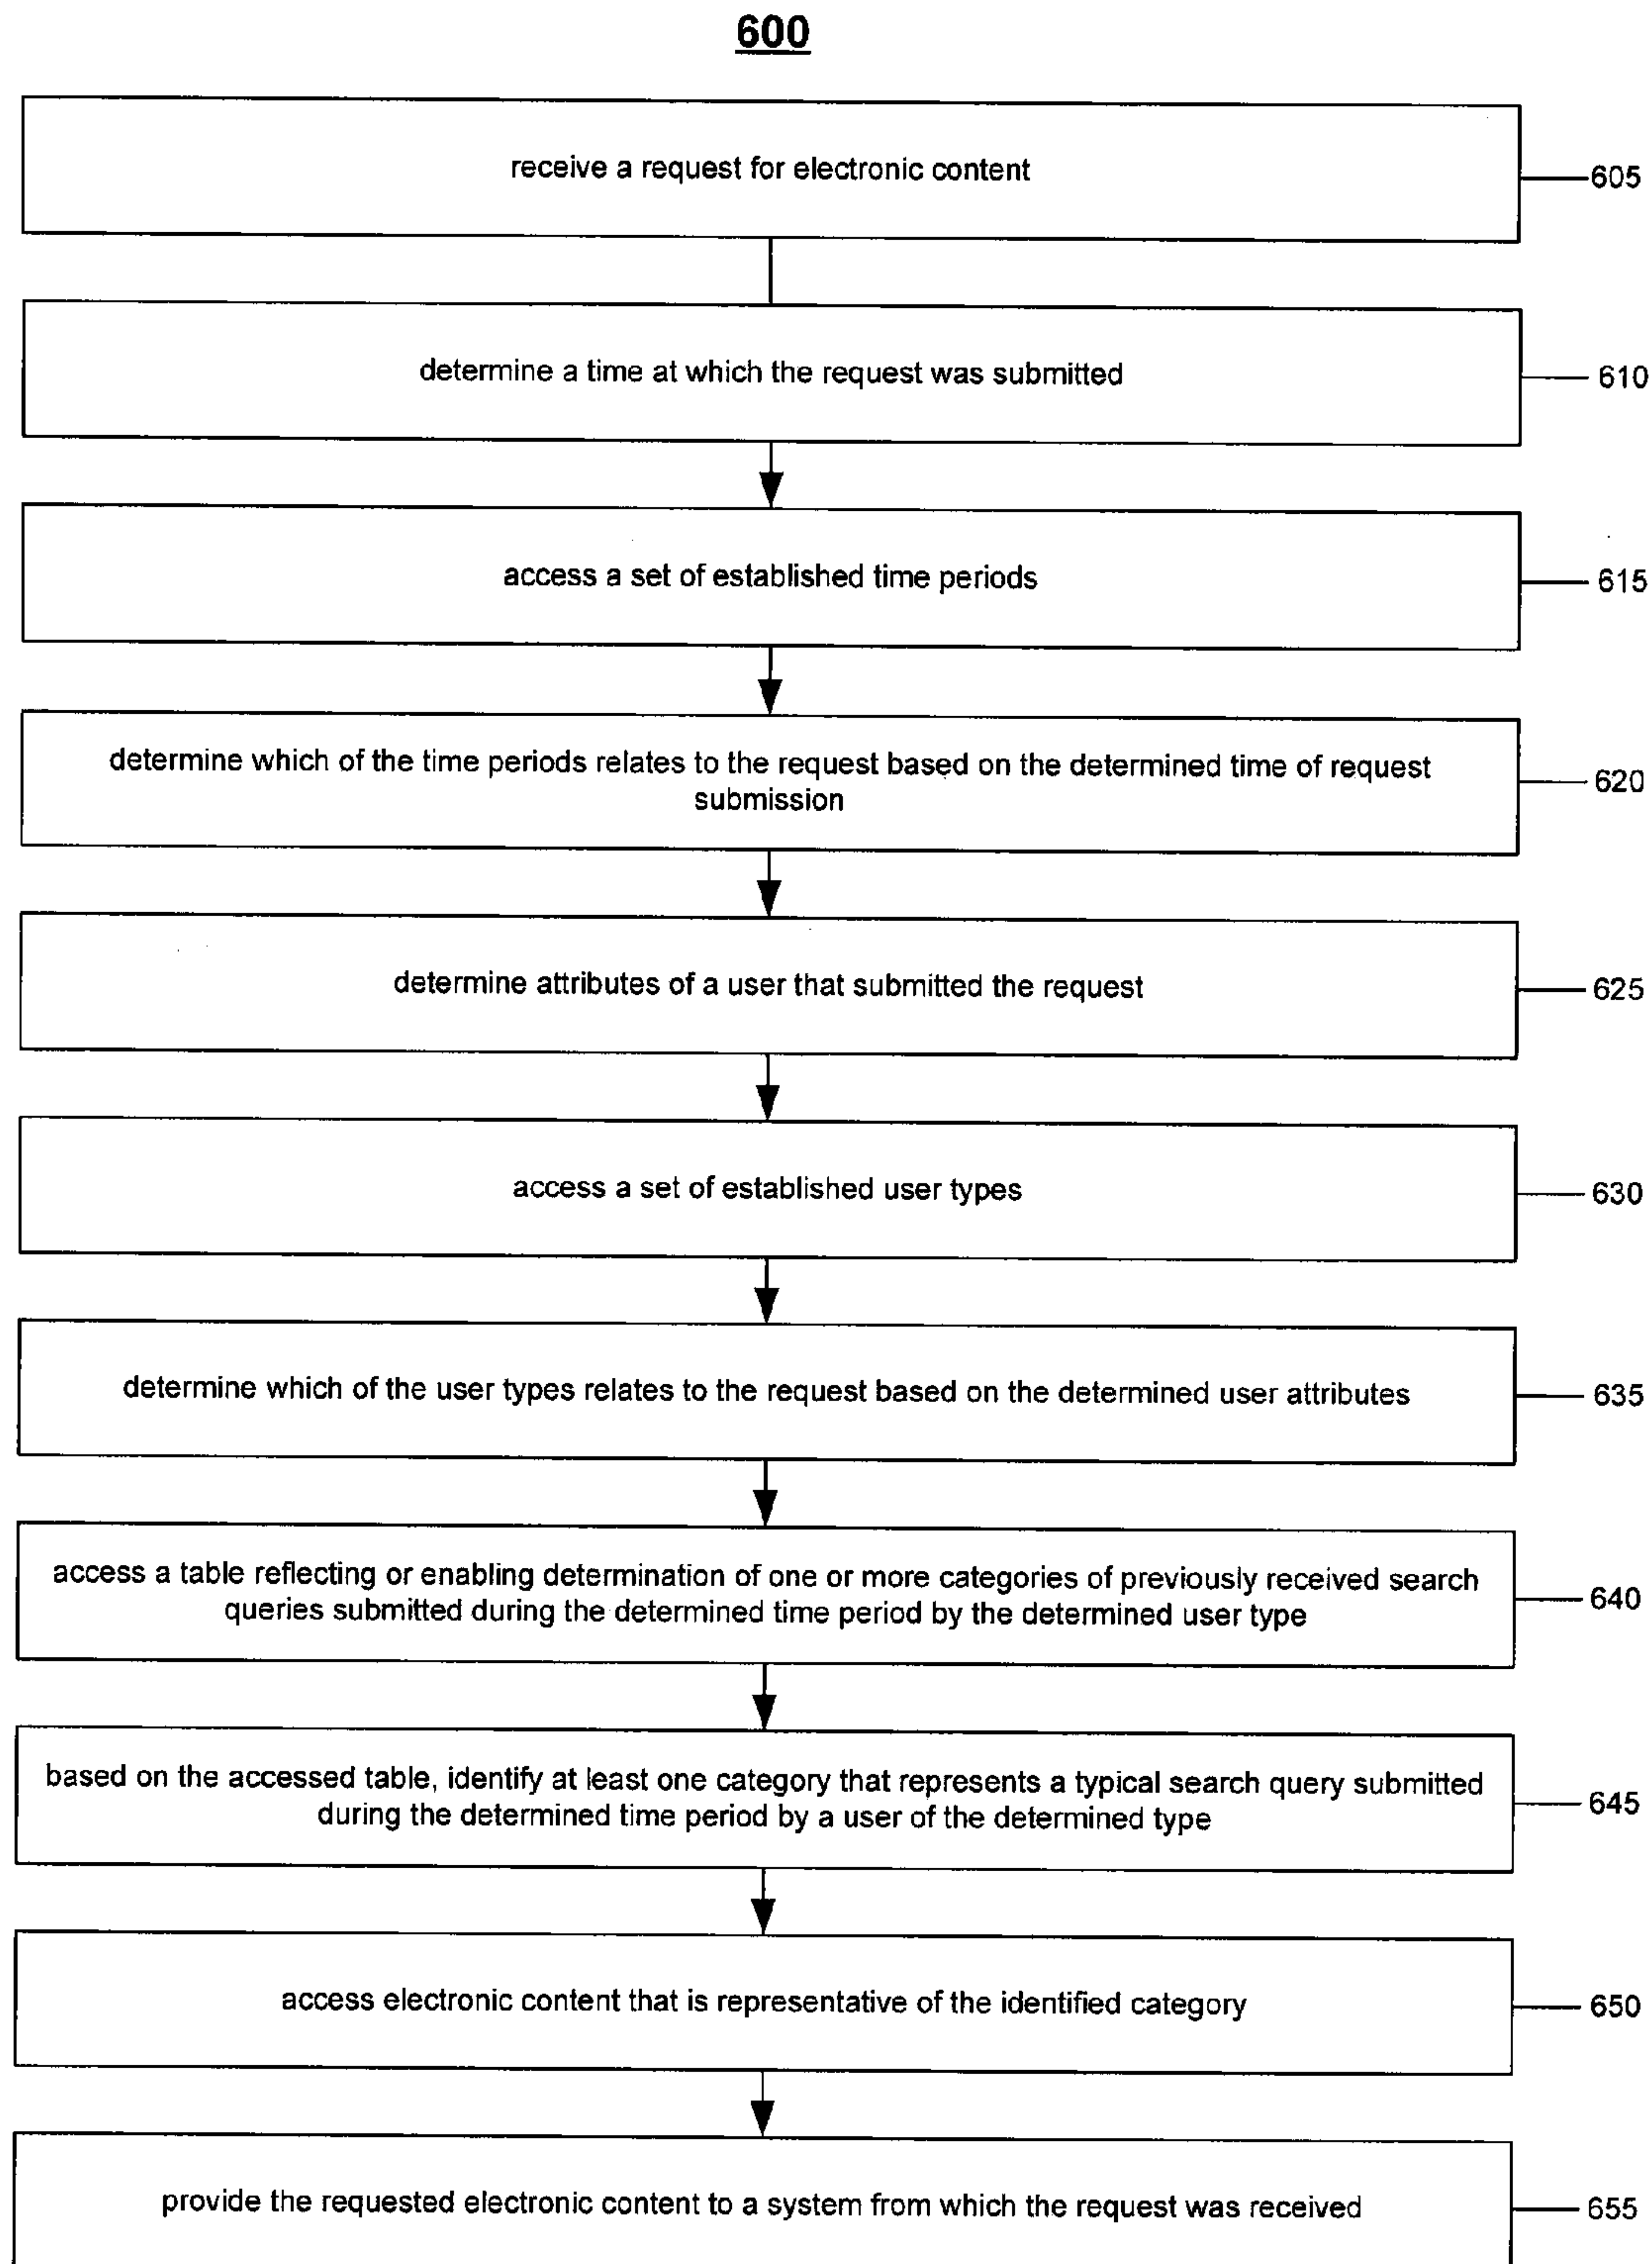 600
receive a request for electronic content
605
determine a time at which the request was submitted
610
access a set of established time periods
615
determine which of the time periods relates to the request based on the determined time of request
submission
620
determine attributes of a user that submitted the request
625
access a set of established user types
630
determine which of the user types relates to the request based on the determined user attributes
635
access a table reflecting or enabling determination of one or more categories of previously received search
queries submitted during the determined time period by the determined user type
640
based on the accessed table, identify at least one category that represents a typical search query submitted
during the determined time period by a user of the determined type
645
access electronic content that is representative of the identified category
650
provide the requested electronic content to a system from which the request was received
655